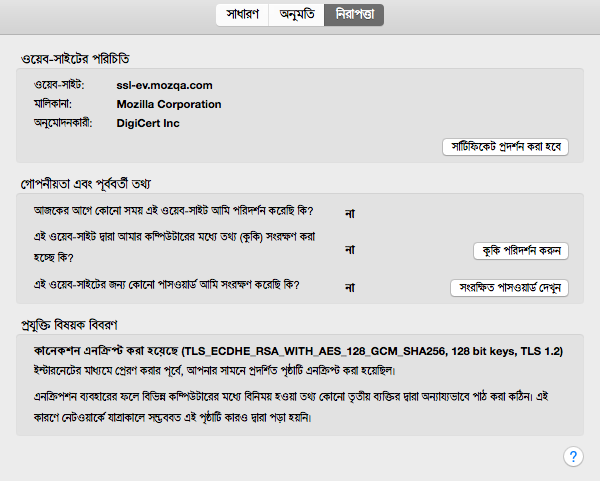 সাধারণ অনুমতি নিরাপত্তা
ওয়েব-সাইটের পরিচিতি
ওয়েব-সাইট: ssl-ev.mozqa.com
মালিকানা: Mozilla Corporation
অনুমোদনকারী: DigiCert Inc
সার্টিফিকেট প্রদর্শন করা হবে
গোপনীয়তা এবং পূর্ববর্তী তথ্য
আজকের আগে কোনো সময় এই ওয়েব-সাইট আমি পরিদর্শন করেছি কি? না
এই ওয়েব-সাইট দ্বারা আমার কম্পিউটারের মধ্যে তথ্য (কুকি) সংরক্ষণ করা
হচ্ছে কি? না কুকি পরিদর্শন করুন
এই ওয়েব-সাইটের জন্য কোনো পাসওয়ার্ড আমি সংরক্ষণ করেছি কি? না সংরক্ষিত পাসওয়ার্ড দেখুন
প্রযুক্তি বিষয়ক বিবরণ
কানেকশন এনক্রিপ্ট করা হয়েছে (TLS_ECDHE_RSA_WITH_AES_128_GCM_SHA256, 128 bit keys, TLS 1.2)
ইন্টারনেটের মাধ্যমে প্রেরণ করার পূর্বে, আপনার সামনে প্রদর্শিত পৃষ্ঠাটি এনক্রিপ্ট করা হয়েছিল।
এনক্রিপশন ব্যবহারের ফলে বিভিন্ন কম্পিউটারের মধ্যে বিনিময় হওয়া তথ্য কোনো তৃতীয় ব্যক্তির দ্বারা অন্যায্যভাবে পাঠ করা কঠিন। এই
কারণে নেটওয়ার্কে যাত্রাকালে সম্ভববত এই পৃষ্ঠাটি কারও দ্বারা পড়া হয়নি।
?